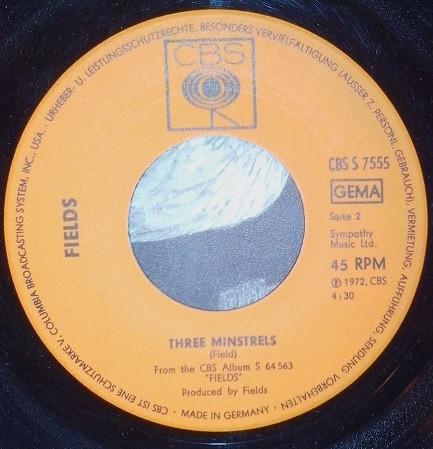 CBS IST EINE SCHUTZMARKE V. COLUMBIA BROADCASTING SYSTEM, INC., USA. · URHEBER- U. LEISTUNGSSCHUTZRECHTE, BESONDERS VERVIELFÄLTIGUNG (AUSSER Z. PERSÖNL. GEBRAUCH), VERMIETUNG, AUFFÜHRUNG, SENDUNG VORBEHALTEN
CBS
CBS S 7555
GEMA
Seite 2
Sympathy
Music Ltd.
45 RPM
℗ 1972, CBS
4:30
FIELDS
THREE MINSTRELS
(Field)
From the CBS Album S 64 563
"FIELDS"
Produced by Fields
· MADE IN GERMANY ·